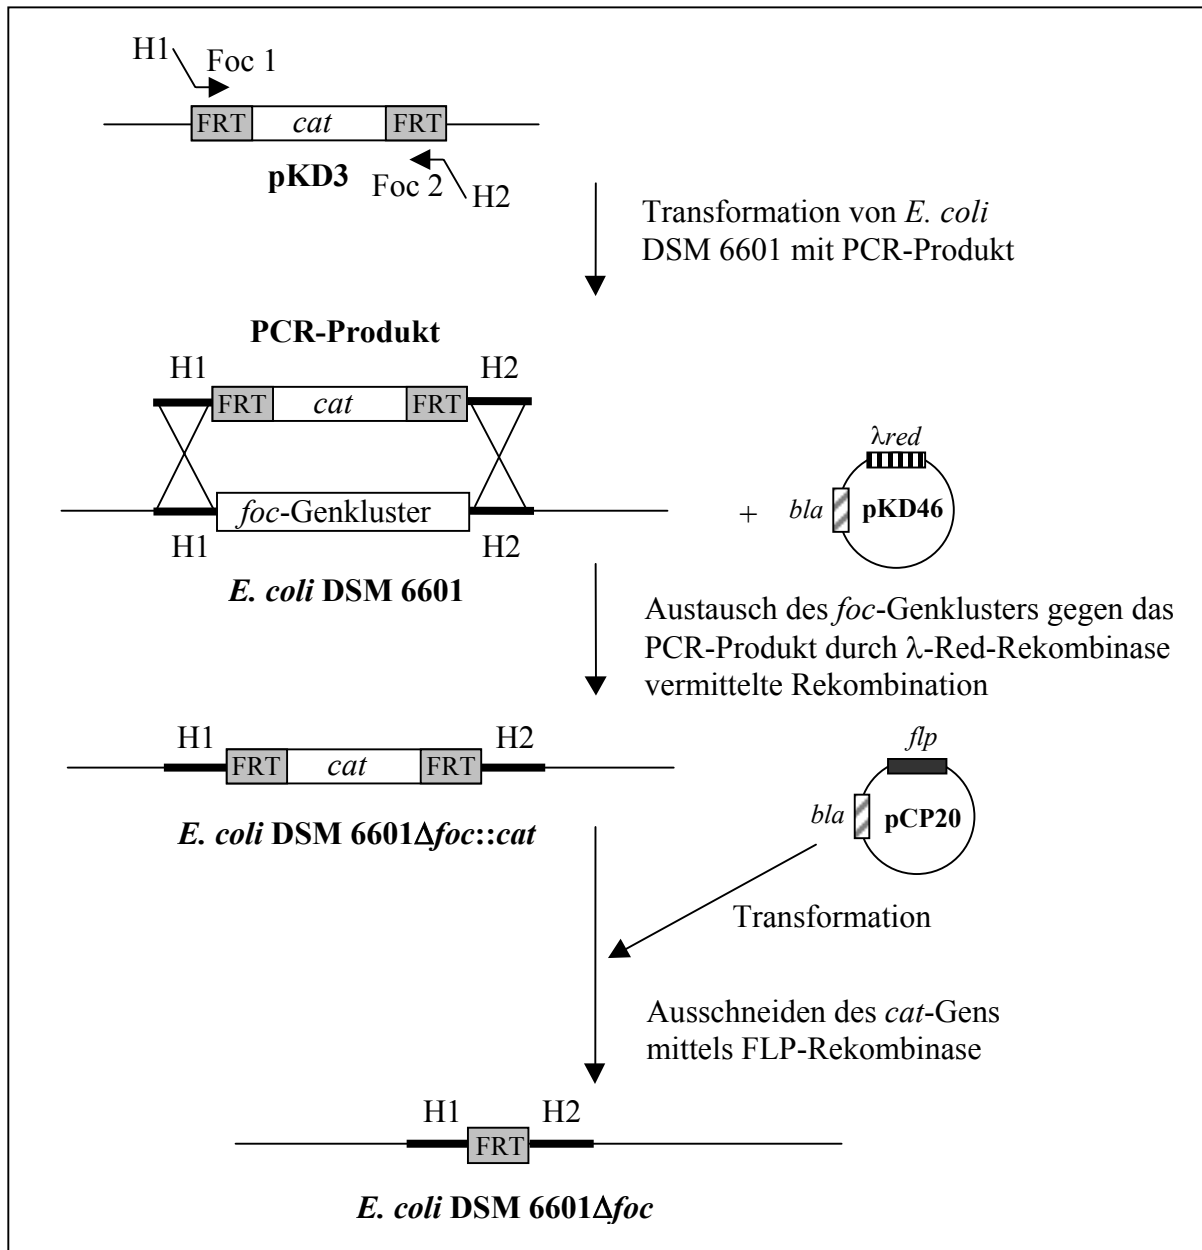 H1
Foc 1
FRT cat FRT
pKD3
Foc 2
H2
Transformation von E. coli
DSM 6601 mit PCR-Produkt
PCR-Produkt
H1 H2
FRT cat FRT
foc-Genkluster
H1 H2
E. coli DSM 6601
+
λred
bla pKD46
Austausch des foc-Genklusters gegen das
PCR-Produkt durch λ-Red-Rekombinase
vermittelte Rekombination
H1 H2
FRT cat FRT
E. coli DSM 6601Δfoc::cat
flp
bla pCP20
Transformation
Ausschneiden des cat-Gens
mittels FLP-Rekombinase
H1 H2
FRT
E. coli DSM 6601Δfoc